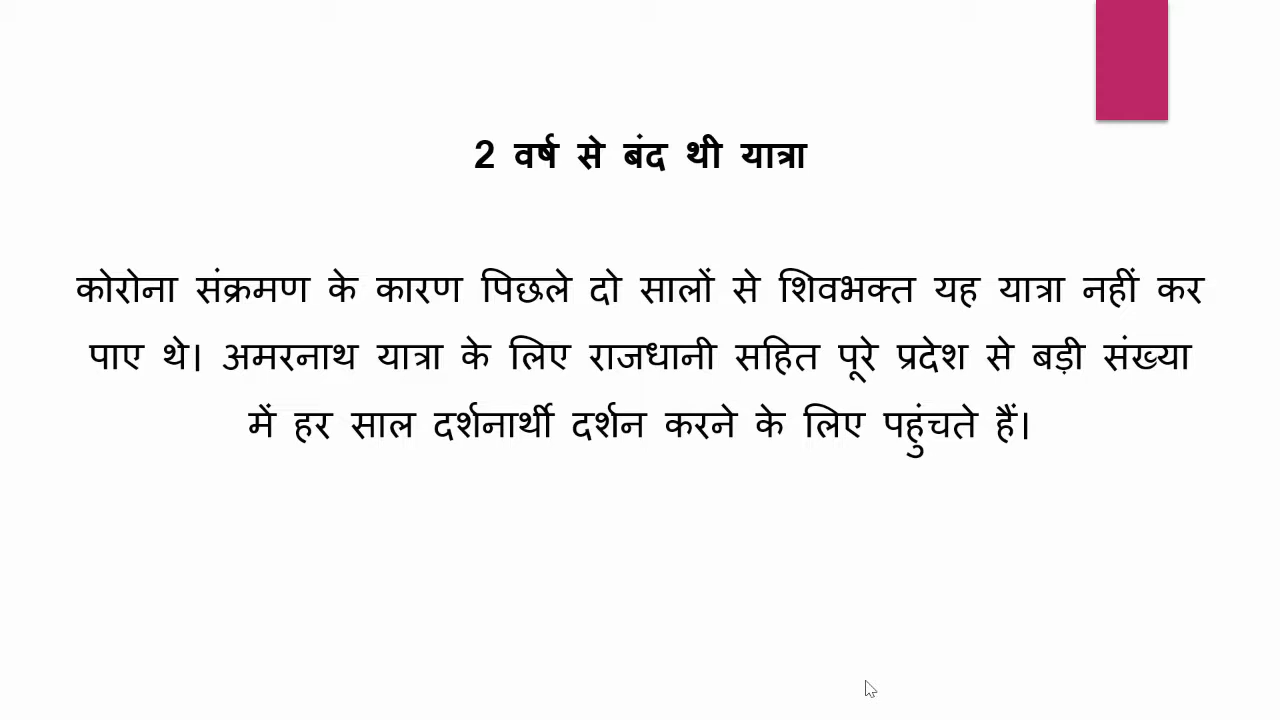 2 वर्ष से बंद थी यात्रा
कोरोना संक्रमण के कारण पिछले दो सालों से शिवभक्त यह यात्रा नहीं कर
पाए थे। अमरनाथ यात्रा के लिए राजधानी सहित पूरे प्रदेश से बड़ी संख्या
में हर साल दर्शनार्थी दर्शन करने के लिए पहुंचते हैं।